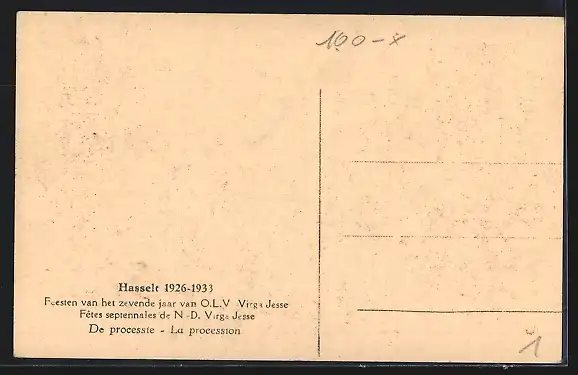 100-x
Hasselt 1926-1933
Feesten van het zevende jaar van O.L.V. Virga Jesse
Fêtes septennales de N.-D. Virga Jesse
De processie - La procession
1